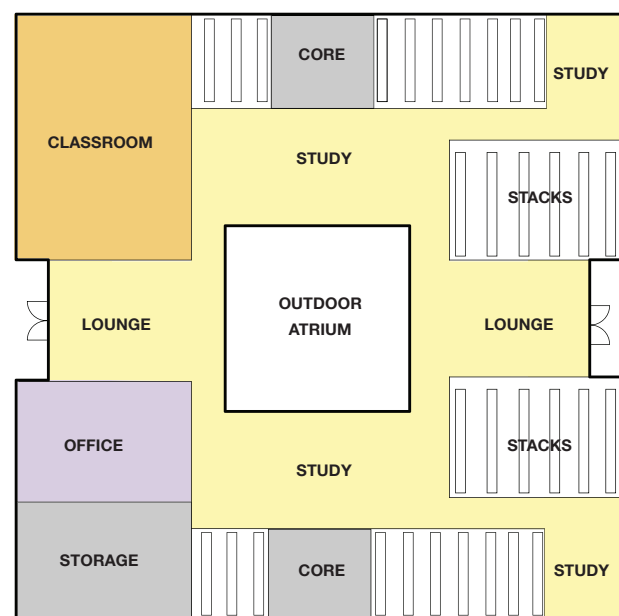 CORE
STUDY
CLASSROOM
STUDY
STACKS
OUTDOOR
ATRIUM
LOUNGE
LOUNGE
OFFICE
STACKS
STUDY
STORAGE
CORE
STUDY